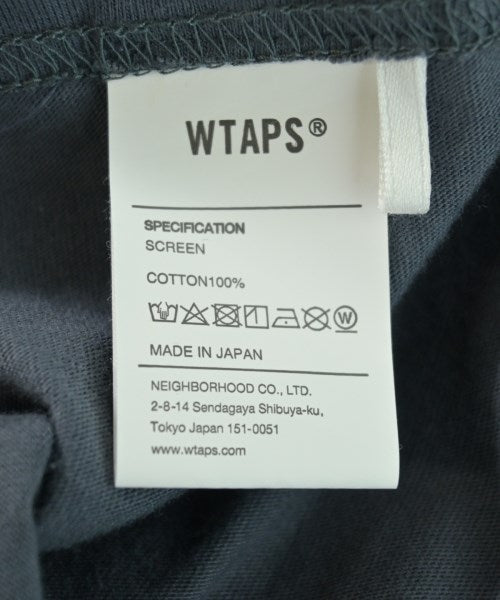 WTAPS®
SPECIFICATION
SCREEN
COTTON100%
W
MADE IN JAPAN
NEIGHBORHOOD CO., LTD.
2-8-14 Sendagaya Shibuya-ku,
Tokyo Japan 151-0051
www.wtaps.com